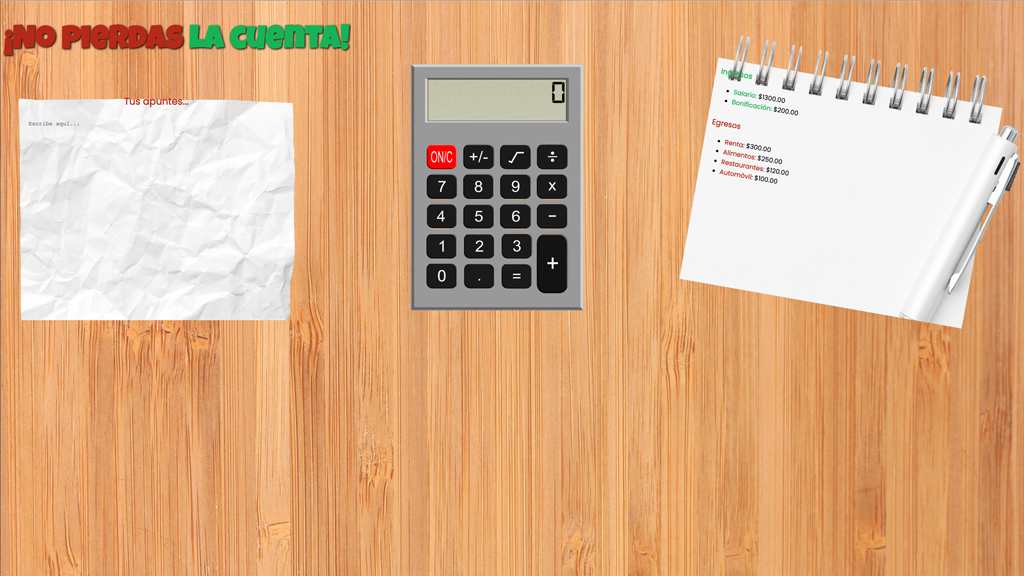 ¡No Pierdas La Cuenta!
Tus apuntes...
Escribe aquí...
0
ON/C +/- √ ÷
7 8 9 x
4 5 6 −
1 2 3 +
0 . =
Ingresos
Salario: $1300.00
Bonificación: $200.00
Egresos
Renta: $300.00
Alimentos: $250.00
Restaurantes: $120.00
Automóvil: $100.00